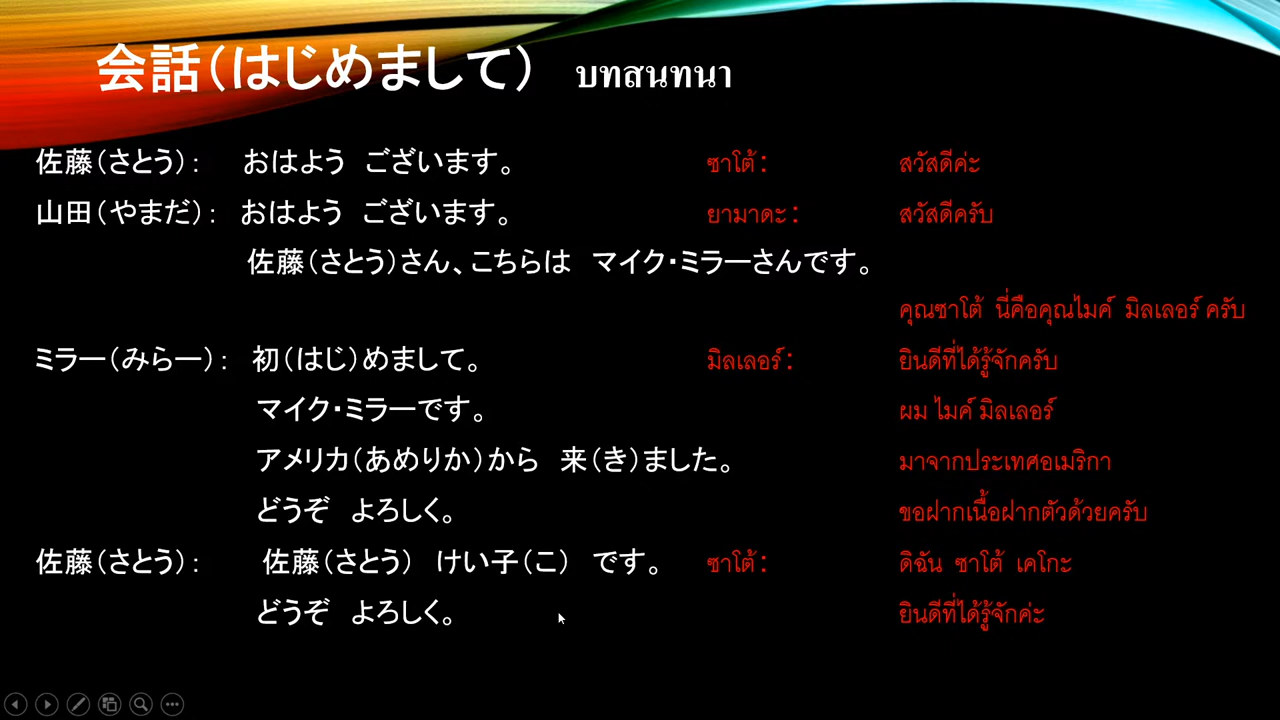 会話（はじめまして） บทสนทนา
佐藤（さとう）： おはよう ございます。 ซาโต้ : สวัสดีค่ะ
山田（やまだ）： おはよう ございます。 ยามาดะ : สวัสดีครับ
佐藤（さとう）さん、こちらは マイク・ミラーさんです。
คุณซาโต้ นี่คือคุณไมค์ มิลเลอร์ ครับ
ミラー（みらー）： 初（はじ）めまして。 มิลเลอร์ : ยินดีที่ได้รู้จักครับ
マイク・ミラーです。 ผม ไมค์ มิลเลอร์
アメリカ（あめりか）から 来（き）ました。 มาจากประเทศอเมริกา
どうぞ よろしく。 ขอฝากเนื้อฝากตัวด้วยครับ
佐藤（さとう）： 佐藤（さとう） けい子（こ） です。 ซาโต้ : ดิฉัน ซาโต้ เคโกะ
どうぞ よろしく。 ยินดีที่ได้รู้จักค่ะ